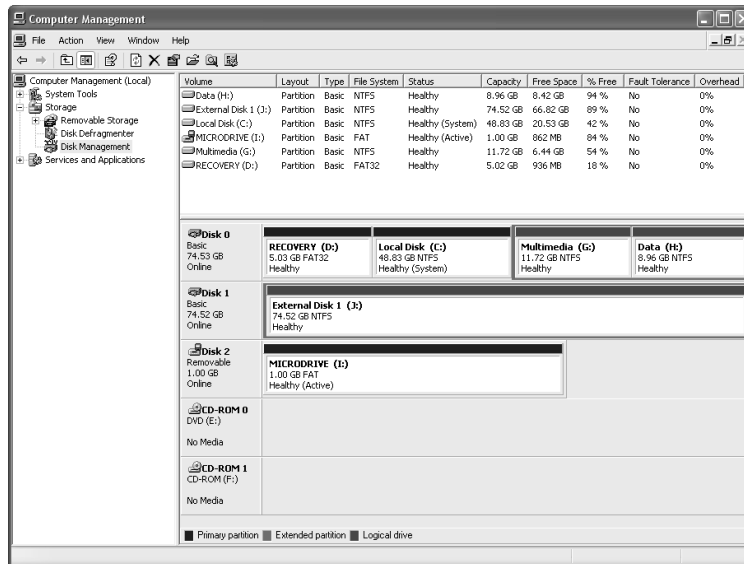 Computer Management
File Action View Window Help
Computer Management (Local)
System Tools
Storage
Removable Storage
Disk Defragmenter
Disk Management
Services and Applications
Volume Layout Type File System Status Capacity Free Space % Free Fault Tolerance Overhead
Data (H:) Partition Basic NTFS Healthy 8.96 GB 8.42 GB 94 % No 0%
External Disk 1 (J:) Partition Basic NTFS Healthy 74.52 GB 66.82 GB 89 % No 0%
Local Disk (C:) Partition Basic NTFS Healthy (System) 48.83 GB 20.53 GB 42 % No 0%
MICRODRIVE (I:) Partition Basic FAT Healthy (Active) 1.00 GB 862 MB 84 % No 0%
Multimedia (G:) Partition Basic NTFS Healthy 11.72 GB 6.44 GB 54 % No 0%
RECOVERY (D:) Partition Basic FAT32 Healthy 5.02 GB 936 MB 18 % No 0%
Disk 0
Basic
74.53 GB
Online
RECOVERY (D:)
5.03 GB FAT32
Healthy
Local Disk (C:)
48.83 GB NTFS
Healthy (System)
Multimedia (G:)
11.72 GB NTFS
Healthy
Data (H:)
8.96 GB NTFS
Healthy
Disk 1
Basic
74.52 GB
Online
External Disk 1 (J:)
74.52 GB NTFS
Healthy
Disk 2
Removable
1.00 GB
Online
MICRODRIVE (I:)
1.00 GB FAT
Healthy (Active)
CD-ROM 0
DVD (E:)
No Media
CD-ROM 1
CD-ROM (F:)
No Media
Primary partition Extended partition Logical drive